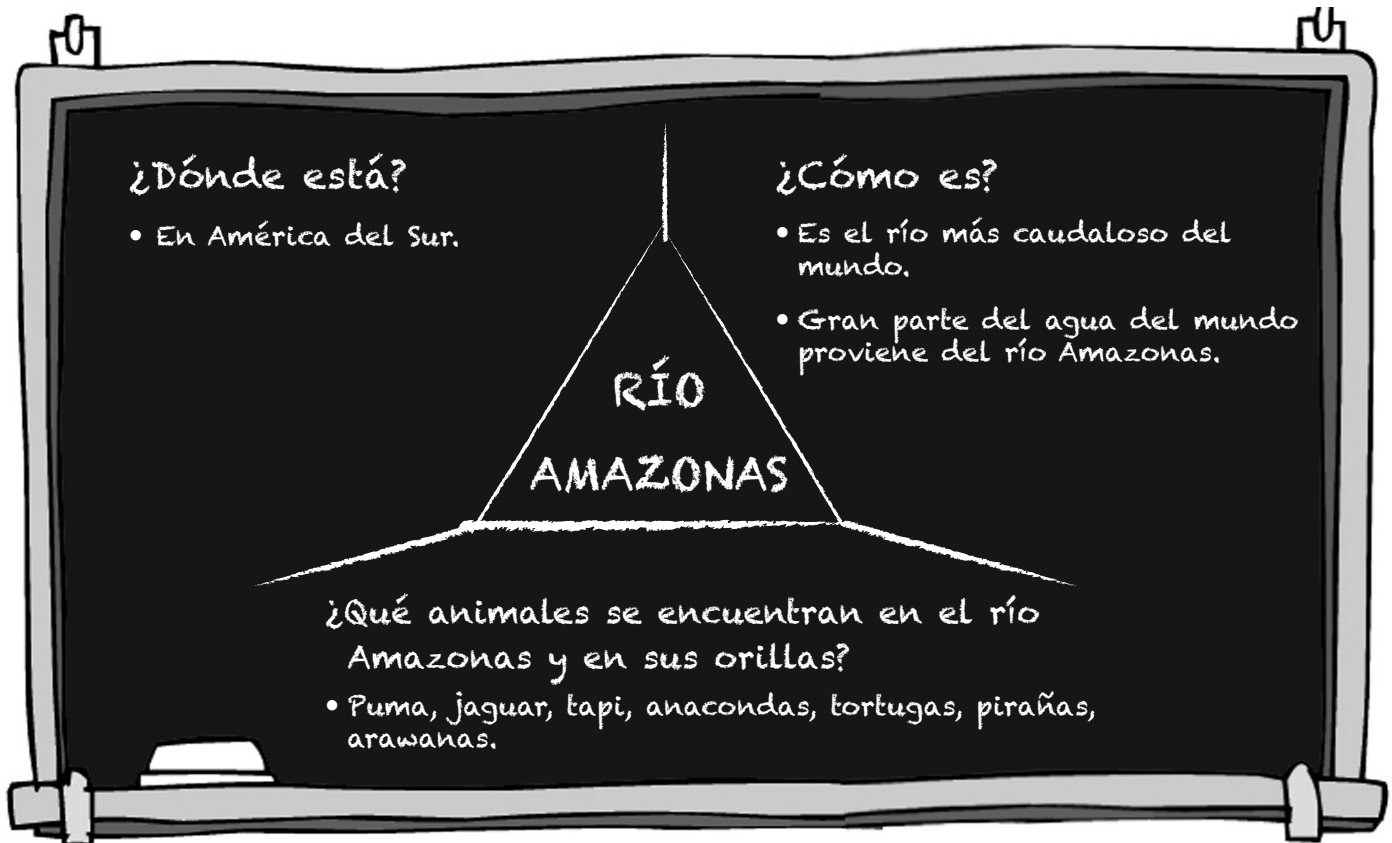 ¿Dónde está?
• En América del Sur.
¿Cómo es?
• Es el río más caudaloso del
mundo.
• Gran parte del agua del mundo
proviene del río Amazonas.
RÍO
AMAZONAS
¿Qué animales se encuentran en el río
Amazonas y en sus orillas?
• Puma, jaguar, tapi, anacondas, tortugas, pirañas,
arawanas.